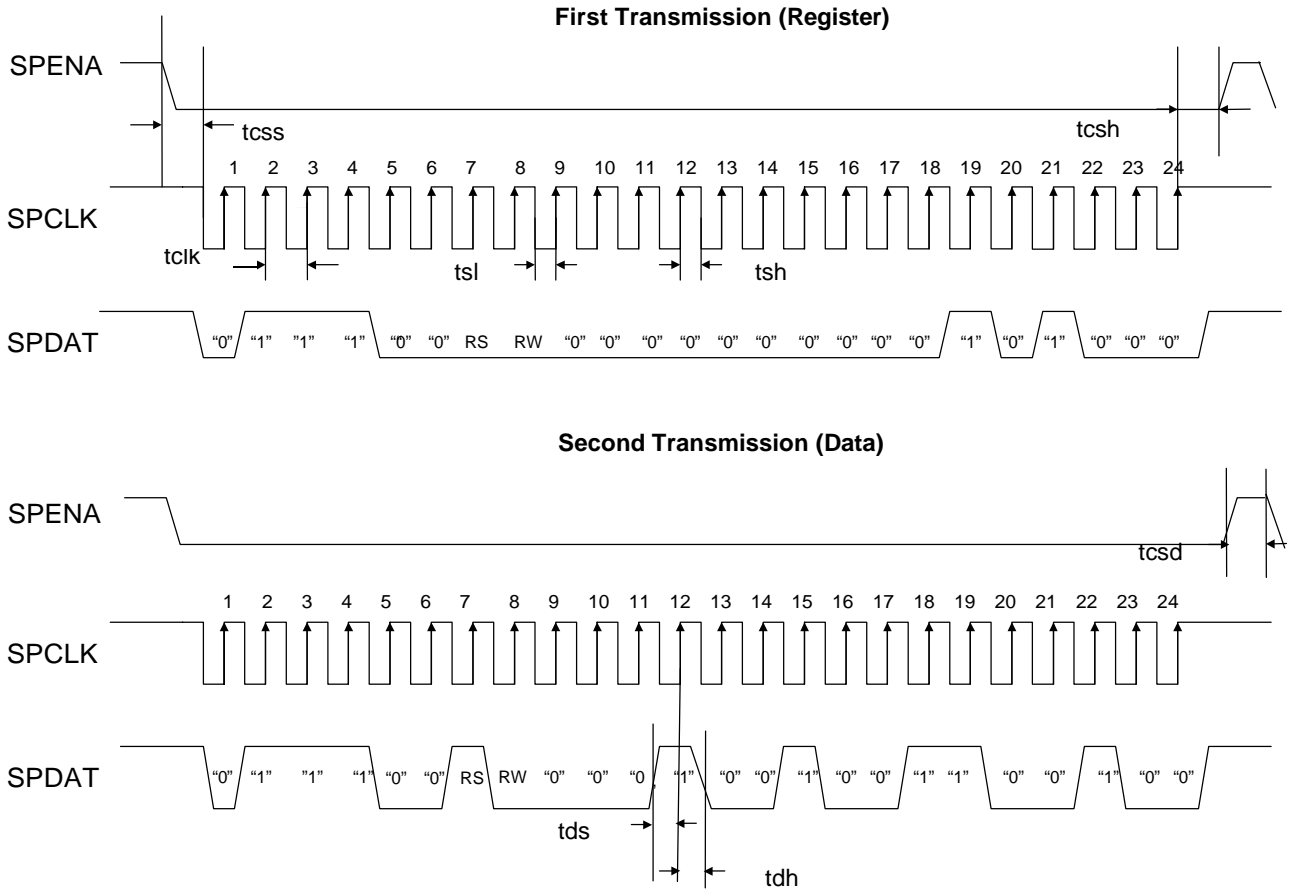 First Transmission (Register)
SPENA
tcss
tcsh
1 2 3 4 5 6 7 8 9 10 11 12 13 14 15 16 17 18 19 20 21 22 23 24
SPCLK
tclk
tsl
tsh
SPDAT
“0” “1” ”1” “1” “0” “0” RS RW “0” “0” “0” “0” “0” “0” “0” “0” “0” “0” “1” “0” “1” “0” “0” “0”
Second Transmission (Data)
SPENA
tcsd
1 2 3 4 5 6 7 8 9 10 11 12 13 14 15 16 17 18 19 20 21 22 23 24
SPCLK
SPDAT
“0” “1” ”1” “1” “0” “0” RS RW “0” “0” “0 “1” “0” “0” “1” “0” “0” “1” “1” “0” “0” “1” “0” “0”
tds
tdh